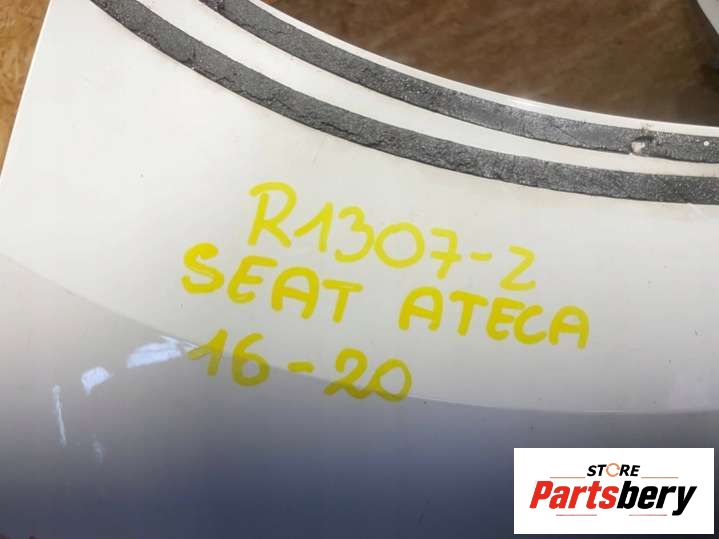 R1307-2
SEAT ATECA
16-20
STORE
Partsbery